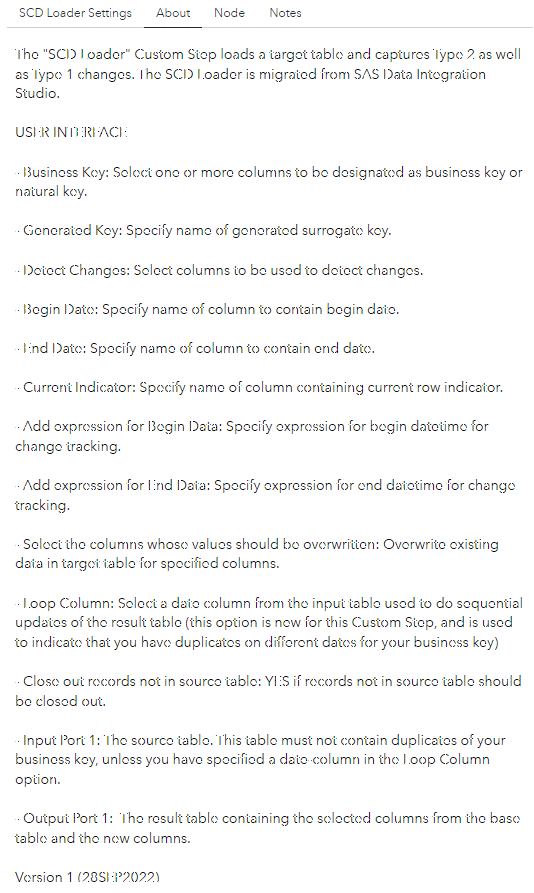 SCD Loader Settings About Node Notes
The "SCD Loader" Custom Step loads a target table and captures Type 2 as well
as Type 1 changes. The SCD Loader is migrated from SAS Data Integration
Studio.
USER INTERFACE
- Business Key: Select one or more columns to be designated as business key or
natural key.
- Generated Key: Specify name of generated surrogate key.
- Detect Changes: Select columns to be used to detect changes.
- Begin Date: Specify name of column to contain begin date.
- End Date: Specify name of column to contain end date.
- Current Indicator: Specify name of column containing current row indicator.
- Add expression for Begin Data: Specify expression for begin datetime for
change tracking.
- Add expression for End Data: Specify expression for end datetime for change
tracking.
- Select the columns whose values should be overwritten: Overwrite existing
data in target table for specified columns.
- Loop Column: Select a date column from the input table used to do sequential
updates of the result table (this option is new for this Custom Step, and is used
to indicate that you have duplicates on different dates for your business key)
- Close out records not in source table: YES if records not in source table should
be closed out.
- Input Port 1: The source table. This table must not contain duplicates of your
business key, unless you have specified a date-column in the Loop Column
option.
- Output Port 1:  The result table containing the selected columns from the base
table and the new columns.
Version 1 (28SEP2022)